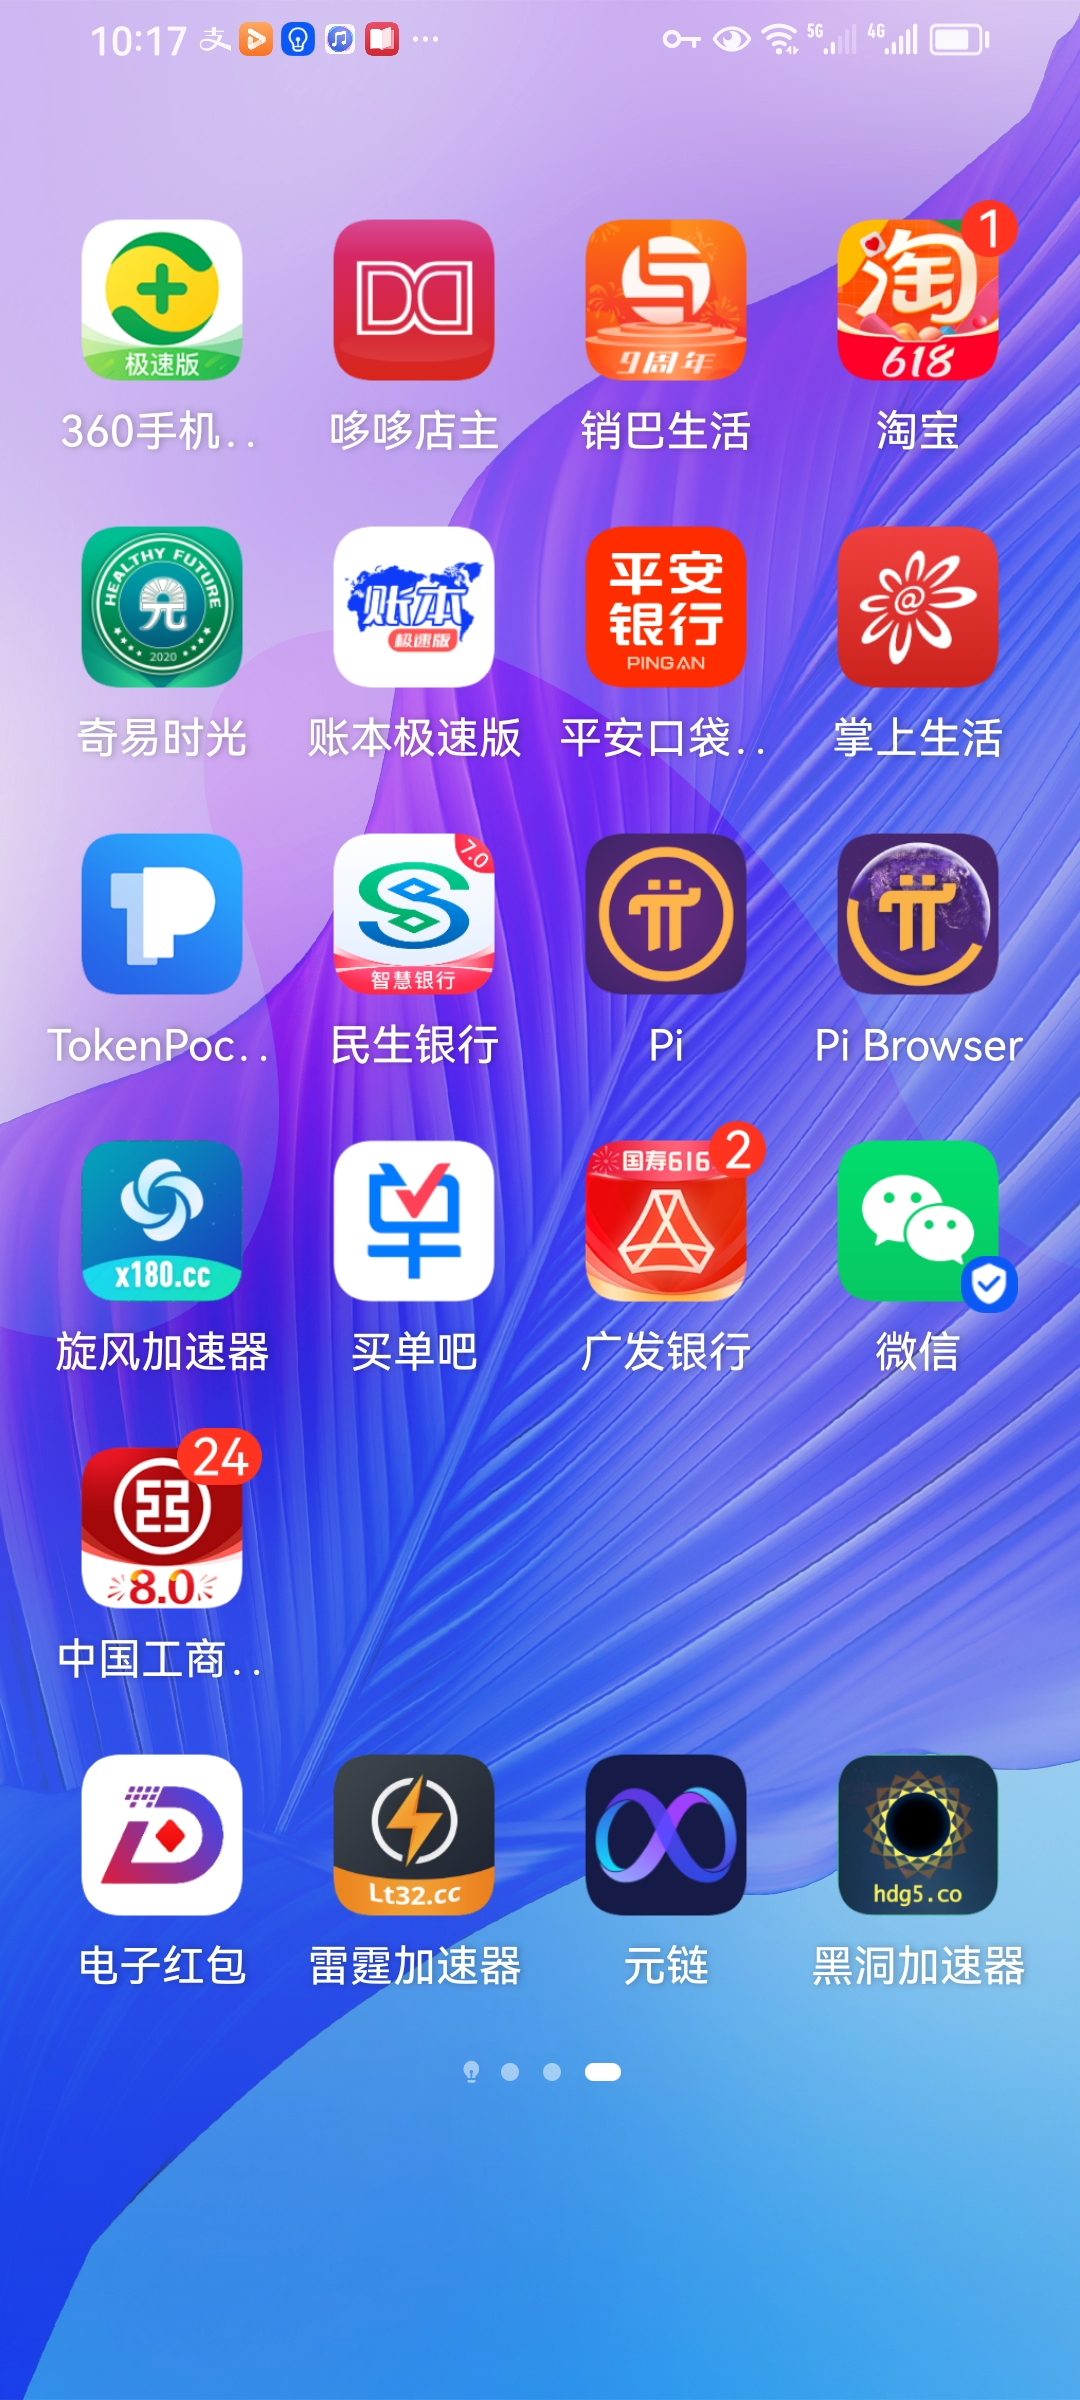 10:17 支 5G 4G
极速版
9周年
淘
618
1
360手机..
哆哆店主
销巴生活
淘宝
HEALTHY FUTURE
2020
账本
极速版
平安
银行
PINGAN
奇易时光
账本极速版
平安口袋..
掌上生活
7.0
智慧银行
TokenPoc..
民生银行
Pi
Pi Browser
x180.cc
国寿616
2
旋风加速器
买单吧
广发银行
微信
24
8.0
中国工商..
Lt32.cc
hdg5.co
电子红包
雷霆加速器
元链
黑洞加速器